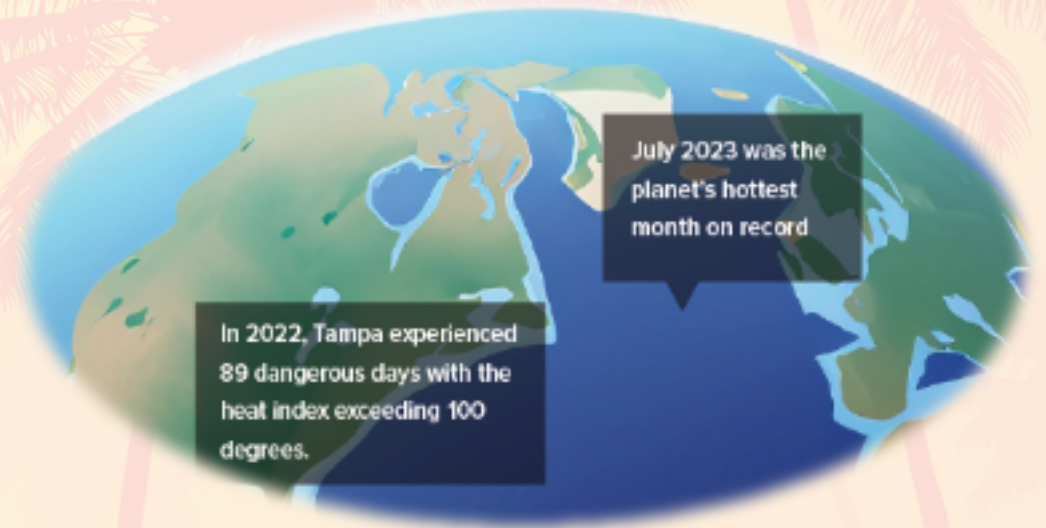 July 2023 was the
planet's hottest
month on record
In 2022, Tampa experienced
89 dangerous days with the
heat index exceeding 100
degrees.